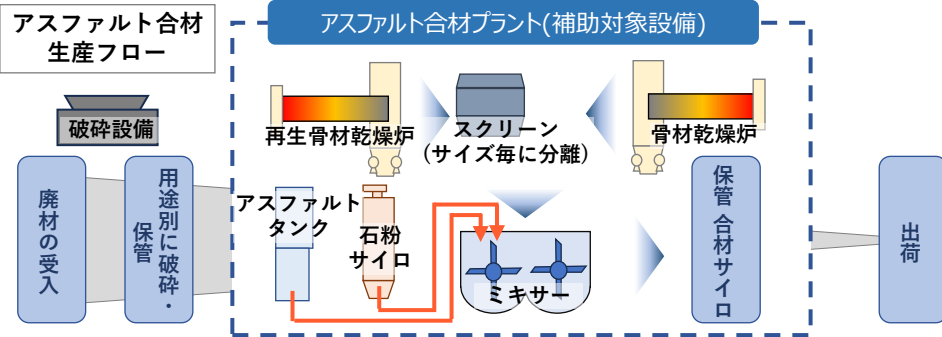 アスファルト合材
生産フロー
アスファルト合材プラント(補助対象設備)
破砕設備
再生骨材乾燥炉
スクリーン
(サイズ毎に分離)
骨材乾燥炉
廃材の受入
用途別に破砕・
保管
アスファルト
タンク
石粉
サイロ
ミキサー
保管 合材サイロ
出荷